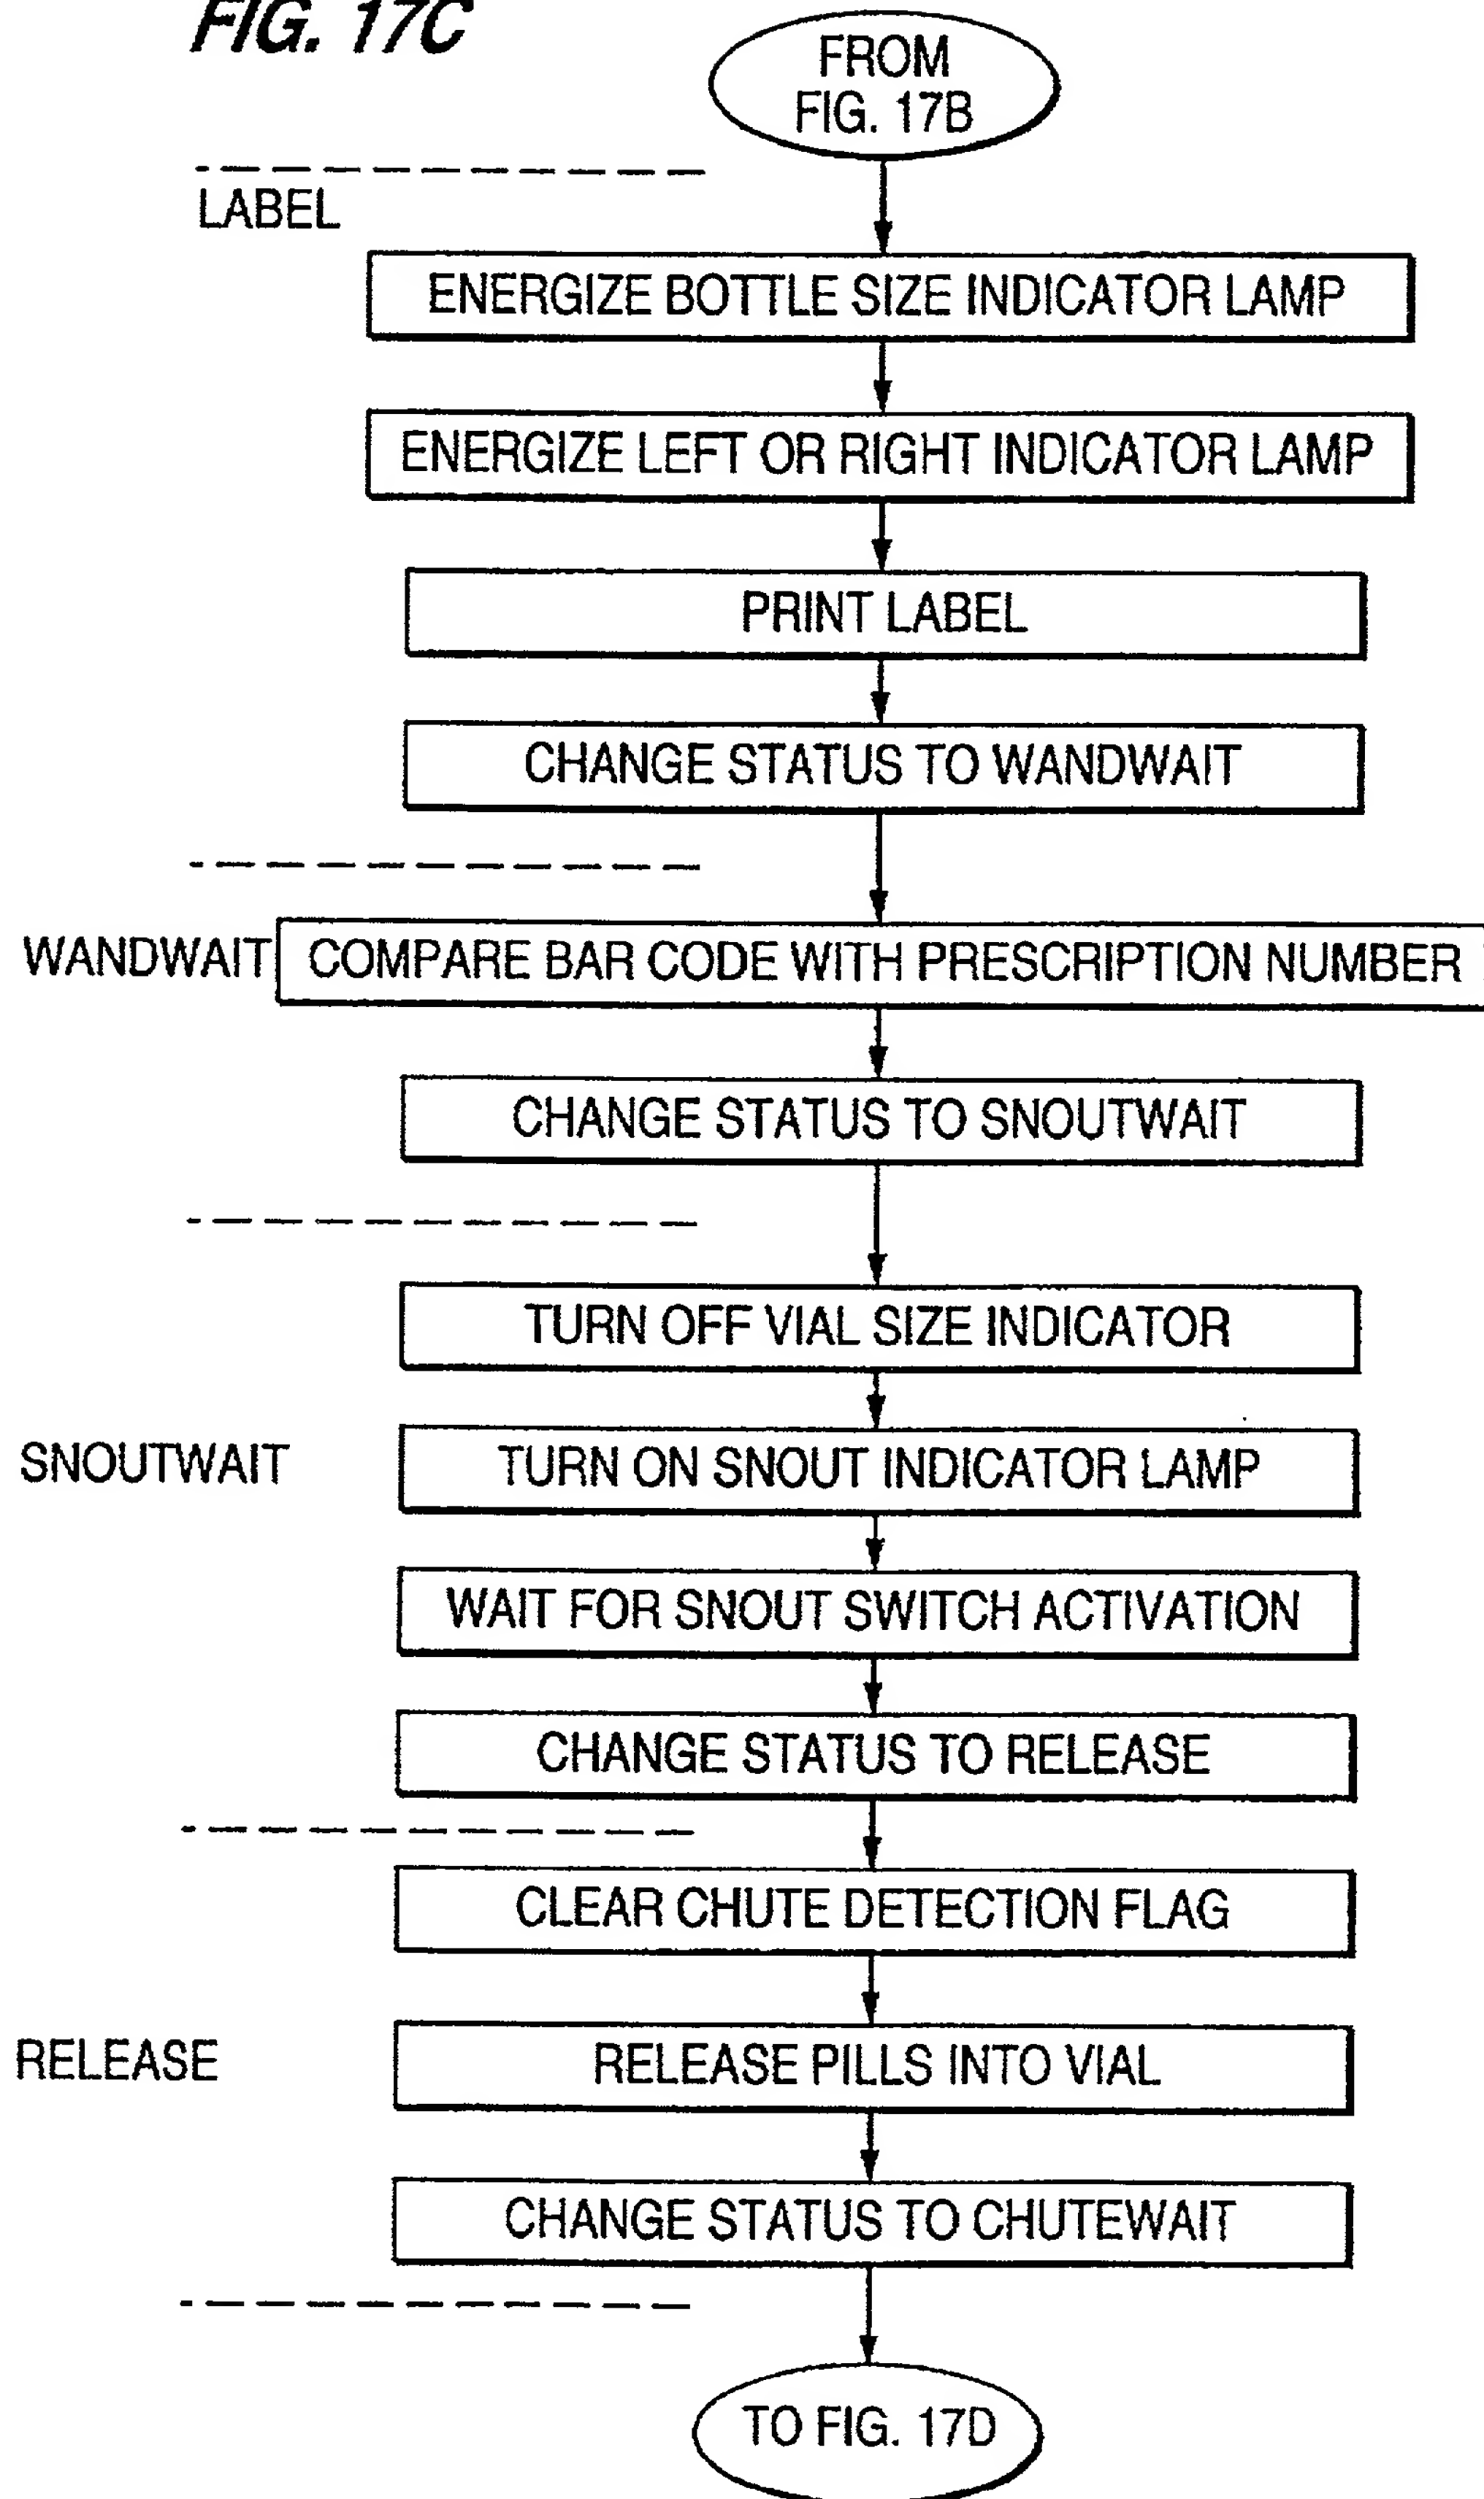 FIG. 17C
FROM
FIG. 17B
LABEL
ENERGIZE BOTTLE SIZE INDICATOR LAMP
ENERGIZE LEFT OR RIGHT INDICATOR LAMP
PRINT LABEL
CHANGE STATUS TO WANDWAIT
WANDWAIT
COMPARE BAR CODE WITH PRESCRIPTION NUMBER
CHANGE STATUS TO SNOUTWAIT
TURN OFF VIAL SIZE INDICATOR
SNOUTWAIT
TURN ON SNOUT INDICATOR LAMP
WAIT FOR SNOUT SWITCH ACTIVATION
CHANGE STATUS TO RELEASE
CLEAR CHUTE DETECTION FLAG
RELEASE
RELEASE PILLS INTO VIAL
CHANGE STATUS TO CHUTEWAIT
TO FIG. 17D